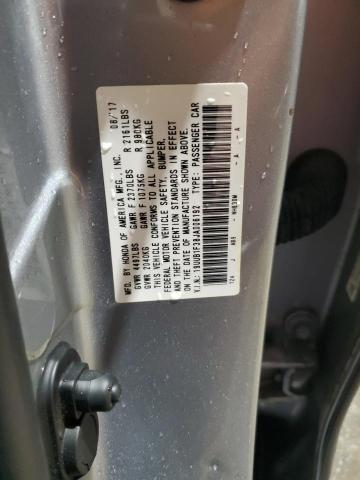 MFD. BY HONDA OF AMERICA MFG., INC. 08/'17
GVWR 4497LBS GAWR F 2370LBS R 2161LBS
GVWR 2040KG GAWR F 1075KG R 980KG
THIS VEHICLE CONFORMS TO ALL APPLICABLE
FEDERAL MOTOR VEHICLE SAFETY, BUMPER,
AND THEFT PREVENTION STANDARDS IN EFFECT
ON THE DATE OF MANUFACTURE SHOWN ABOVE.
V.I.N.: TYPE: PASSENGER CAR
A A